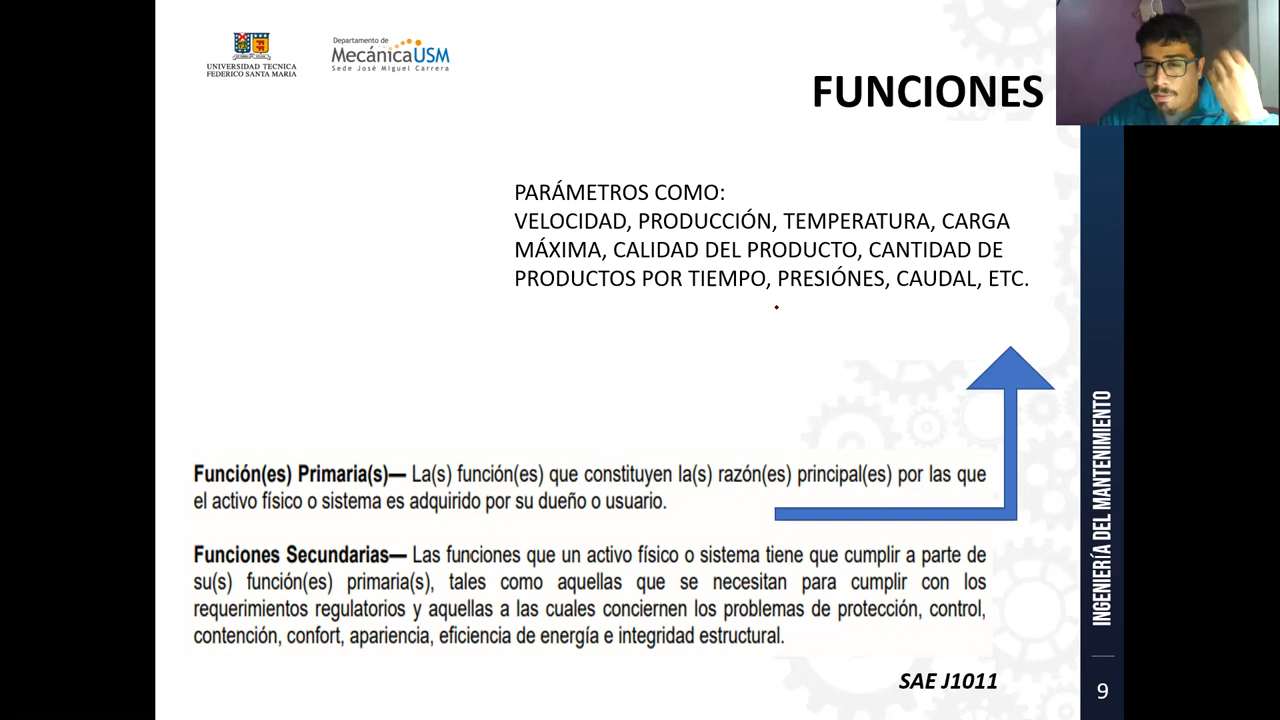 UNIVERSIDAD TECNICA
FEDERICO SANTA MARIA
Departamento de
MecánicaUSM
Sede José Miguel Carrera
FUNCIONES
PARÁMETROS COMO:
VELOCIDAD, PRODUCCIÓN, TEMPERATURA, CARGA
MÁXIMA, CALIDAD DEL PRODUCTO, CANTIDAD DE
PRODUCTOS POR TIEMPO, PRESIÓNES, CAUDAL, ETC.
Función(es) Primaria(s)— La(s) función(es) que constituyen la(s) razón(es) principal(es) por las que
el activo físico o sistema es adquirido por su dueño o usuario.
Funciones Secundarias— Las funciones que un activo físico o sistema tiene que cumplir a parte de
su(s) función(es) primaria(s), tales como aquellas que se necesitan para cumplir con los
requerimientos regulatorios y aquellas a las cuales conciernen los problemas de protección, control,
contención, confort, apariencia, eficiencia de energía e integridad estructural.
SAE J1011
INGENIERÍA DEL MANTENIMIENTO
9